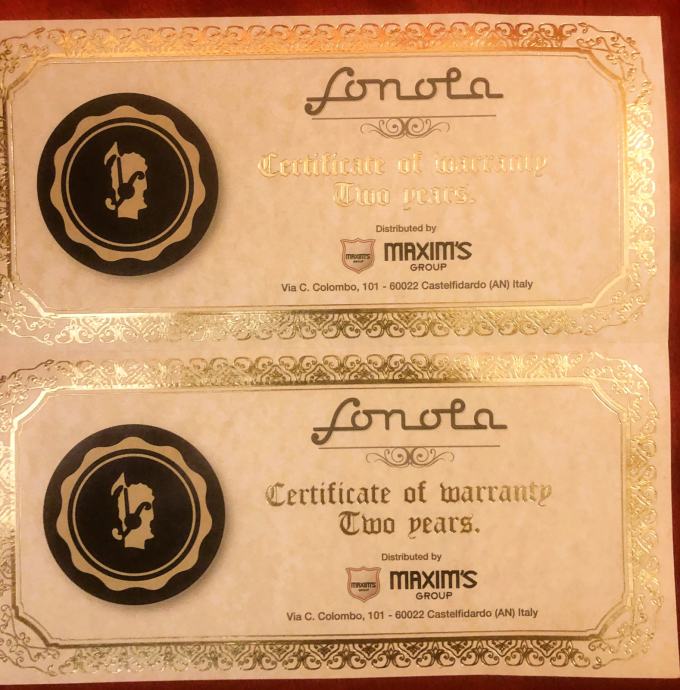 fonola
Certificate of warranty
Two years.
Distributed by
MAXIM'S
MAXIM'S
GROUP
Via C. Colombo, 101 - 60022 Castelfidardo (AN) Italy
fonola
Certificate of warranty
Two years.
Distributed by
MAXIM'S
MAXIM'S
GROUP
Via C. Colombo, 101 - 60022 Castelfidardo (AN) Italy